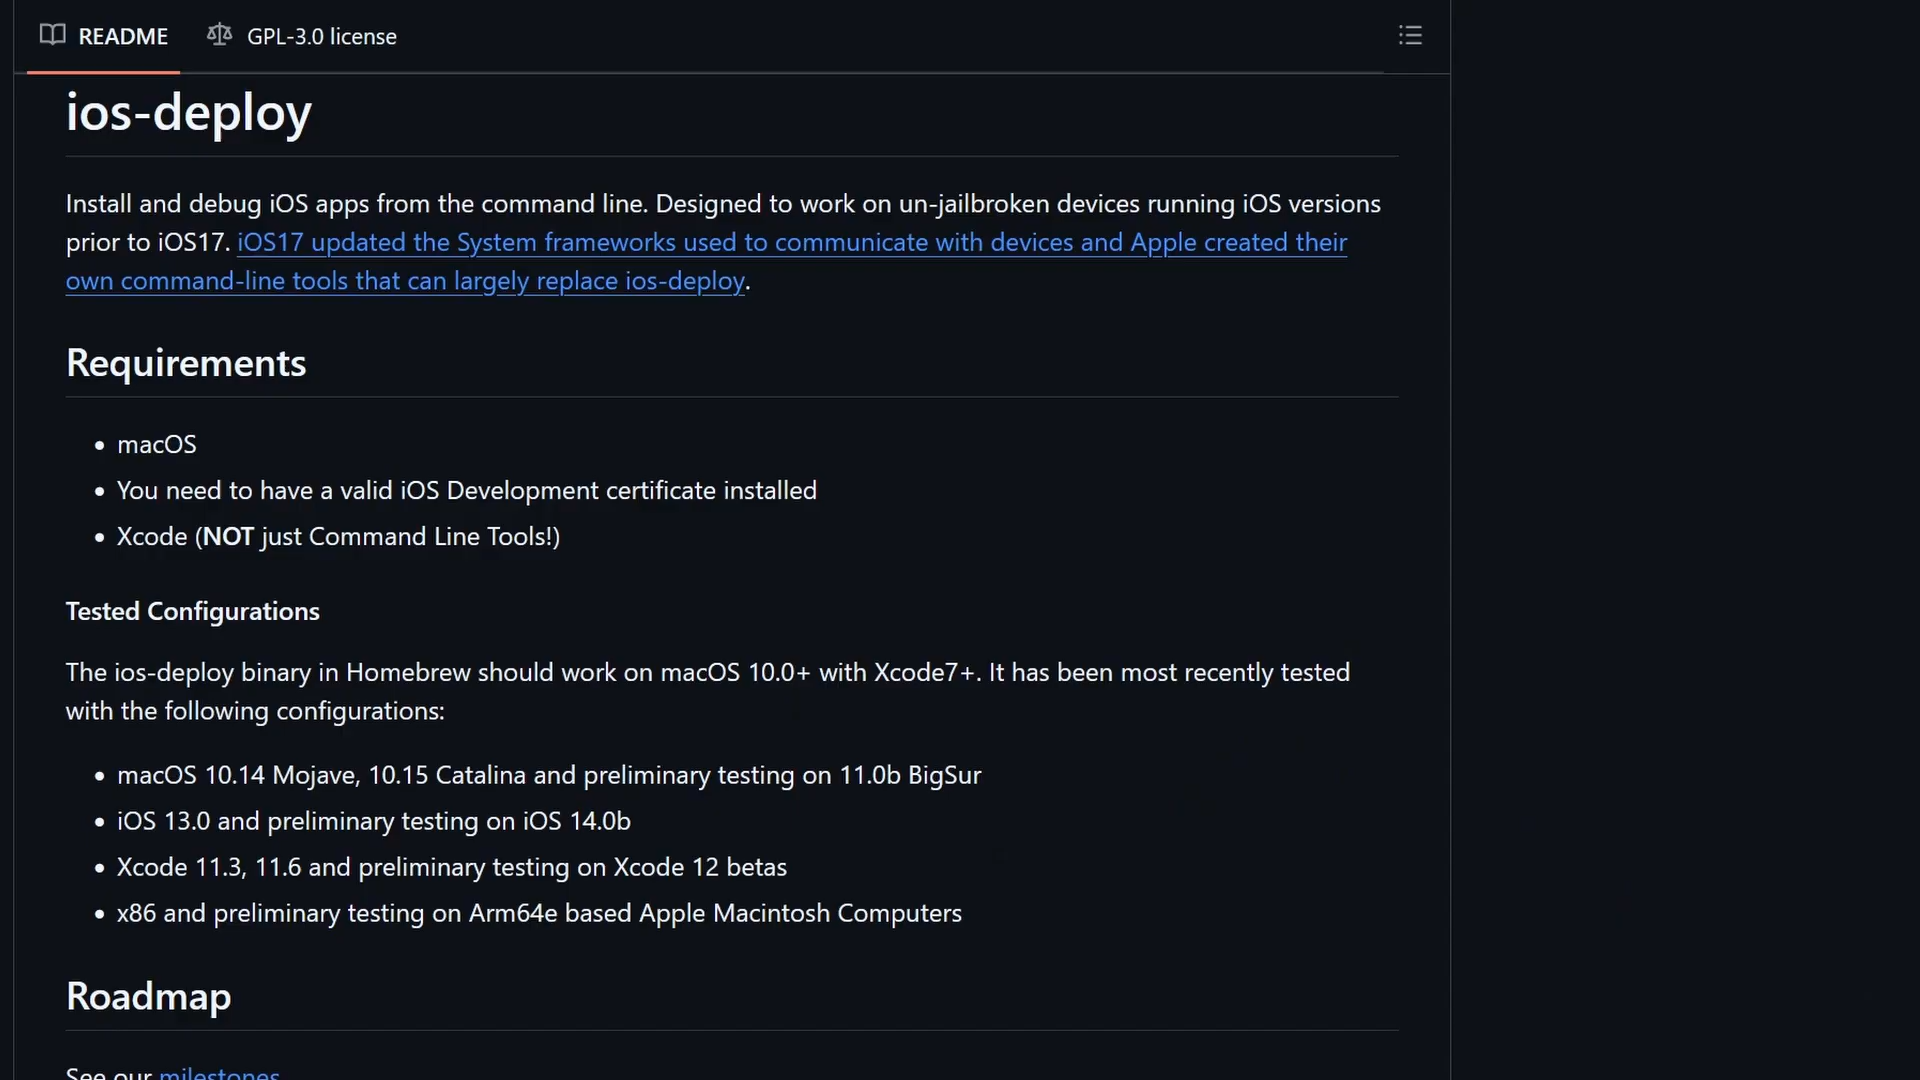 README
GPL-3.0 license
ios-deploy
Install and debug iOS apps from the command line. Designed to work on un-jailbroken devices running iOS versions
prior to iOS17. iOS17 updated the System frameworks used to communicate with devices and Apple created their
own command-line tools that can largely replace ios-deploy.
Requirements
• macOS
• You need to have a valid iOS Development certificate installed
• Xcode (NOT just Command Line Tools!)
Tested Configurations
The ios-deploy binary in Homebrew should work on macOS 10.0+ with Xcode7+. It has been most recently tested
with the following configurations:
• macOS 10.14 Mojave, 10.15 Catalina and preliminary testing on 11.0b BigSur
• iOS 13.0 and preliminary testing on iOS 14.0b
• Xcode 11.3, 11.6 and preliminary testing on Xcode 12 betas
• x86 and preliminary testing on Arm64e based Apple Macintosh Computers
Roadmap
See our milestones